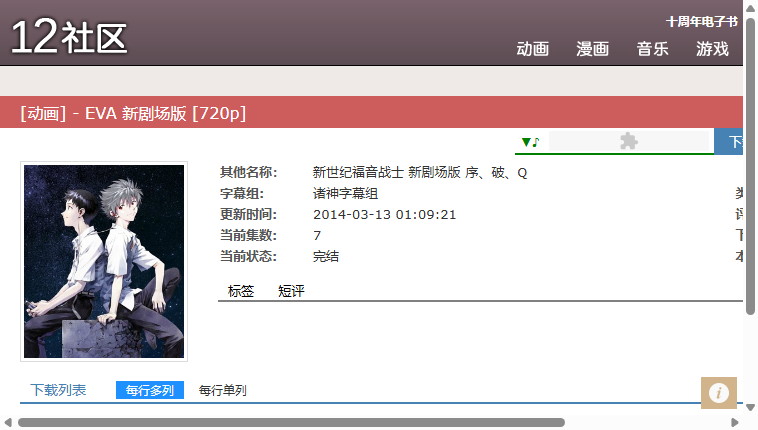 12社区
十周年电子书
动画 漫画 音乐 游戏
[动画] - EVA 新剧场版 [720p]
▼♪
其他名称: 新世纪福音战士 新剧场版 序、破、Q
字幕组: 诸神字幕组
更新时间: 2014-03-13 01:09:21
当前集数: 7
当前状态: 完结
标签 短评
下载列表 每行多列 每行单列